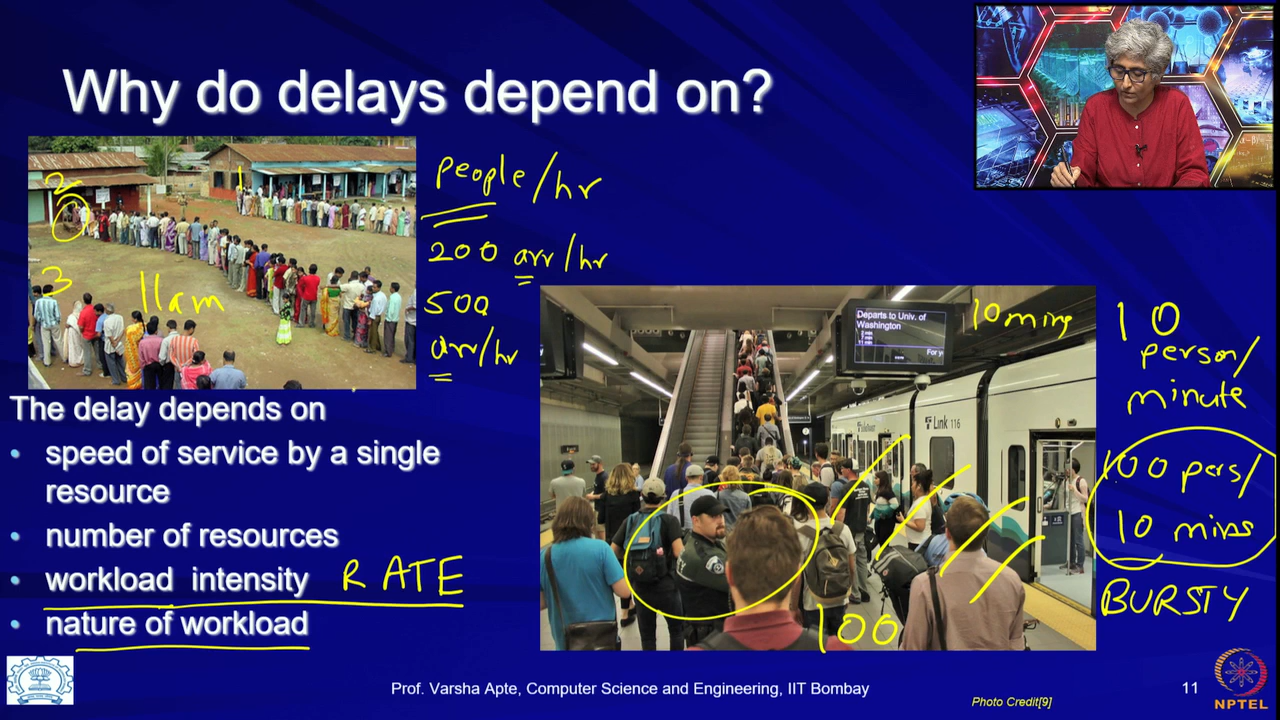 Why do delays depend on?
people/hr
200 arr/hr
500
arr/hr
1
2
3
11am
The delay depends on
• speed of service by a single
resource
• number of resources
• workload intensity RATE
• nature of workload
Departs to Univ. of
Washington
10 mins
Link 116
100
10
person/
minute
100 pers/
10 mins
BURSTY
Prof. Varsha Apte, Computer Science and Engineering, IIT Bombay
Photo Credit[9]
11
NPTEL